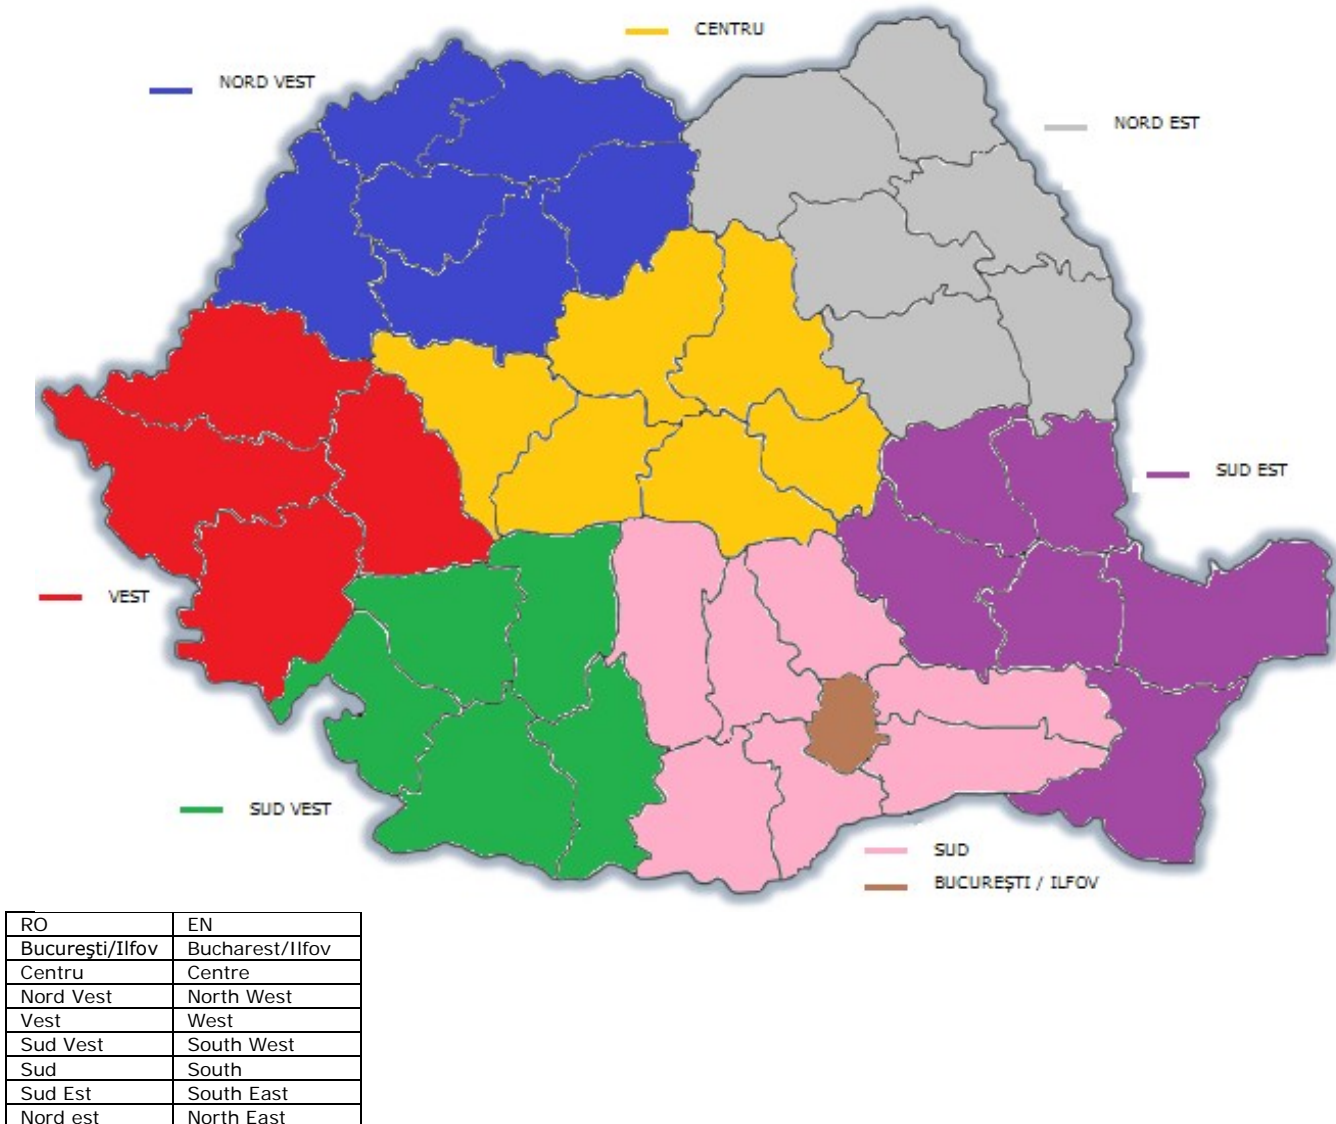 CENTRU
NORD VEST
NORD EST
SUD EST
VEST
SUD VEST
SUD
BUCUREŞTI / ILFOV
RO EN
Bucureşti/Ilfov Bucharest/Ilfov
Centru Centre
Nord Vest North West
Vest West
Sud Vest South West
Sud South
Sud Est South East
Nord est North East